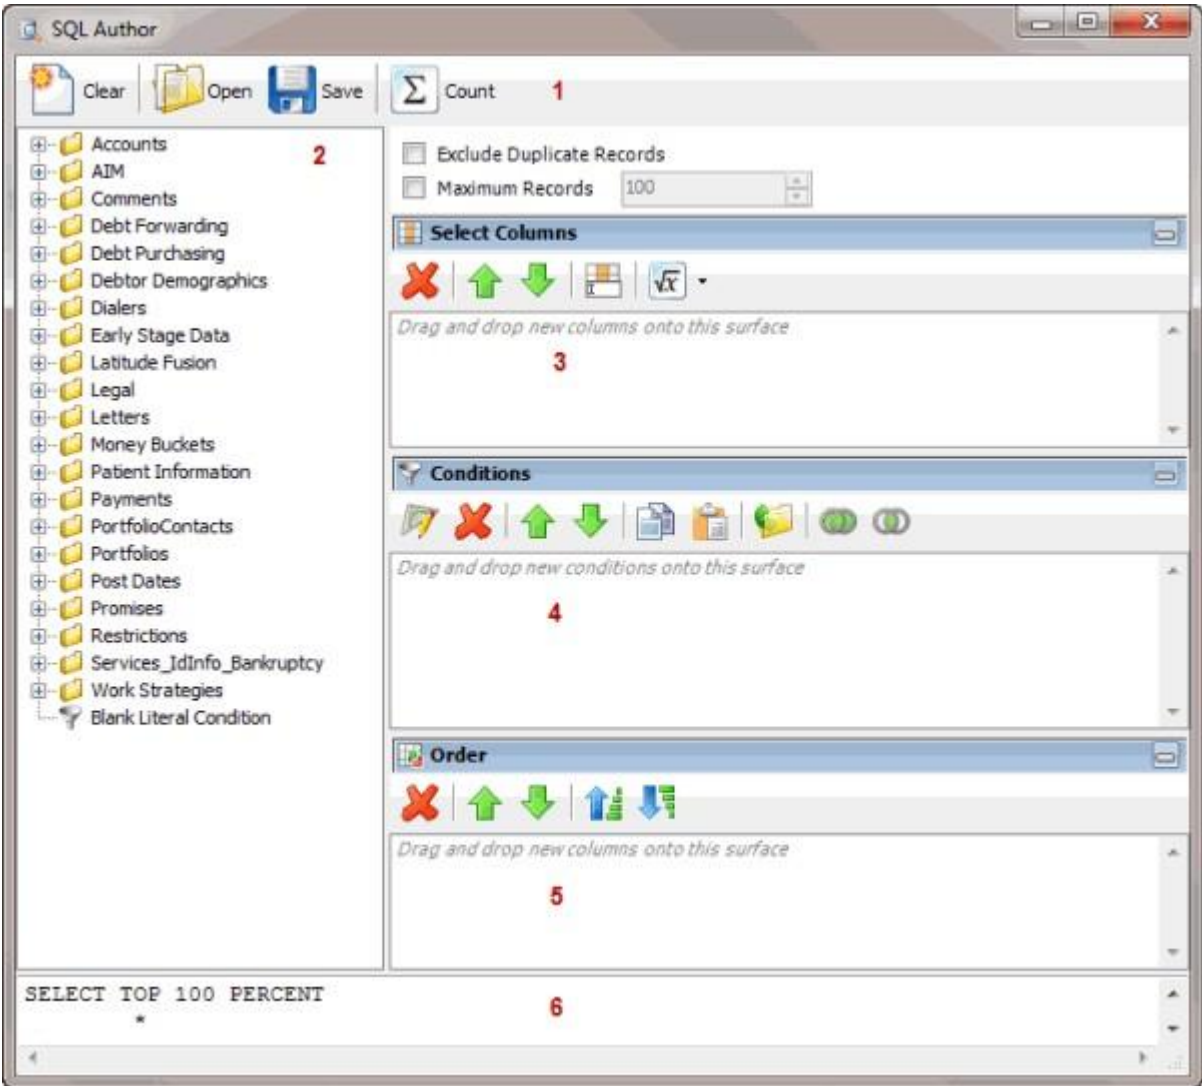 SQL Author
Clear Open Save Count 1
2
Accounts
AIM
Comments
Debt Forwarding
Debt Purchasing
Debtor Demographics
Dialers
Early Stage Data
Latitude Fusion
Legal
Letters
Money Buckets
Patient Information
Payments
PortfolioContacts
Portfolios
Post Dates
Promises
Restrictions
Services_IdInfo_Bankruptcy
Work Strategies
Blank Literal Condition
Exclude Duplicate Records
Maximum Records 100
Select Columns
√x
Drag and drop new columns onto this surface
3
Conditions
Drag and drop new conditions onto this surface
4
Order
Drag and drop new columns onto this surface
5
SELECT TOP 100 PERCENT
*
6